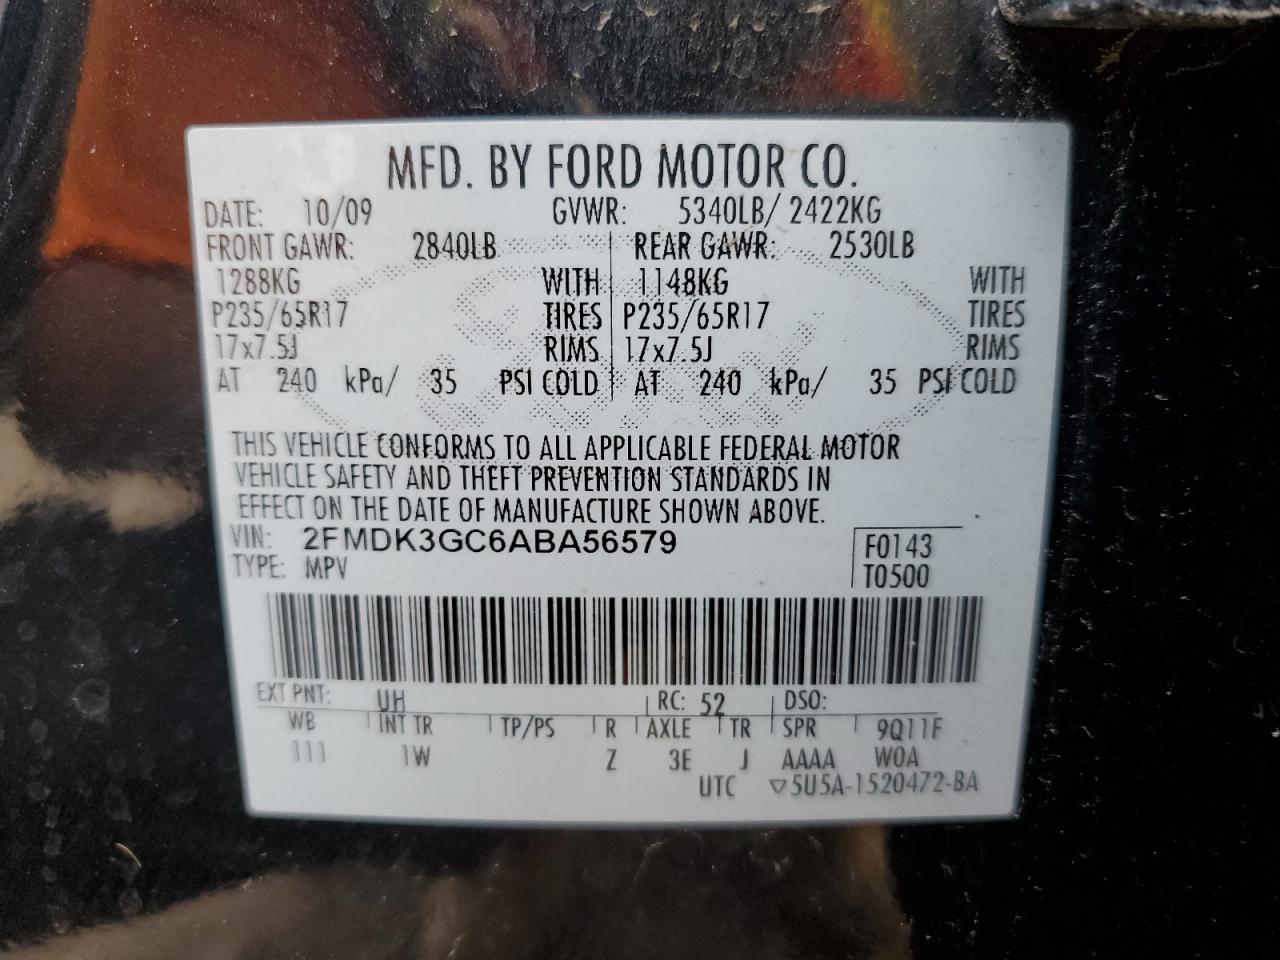 MFD. BY FORD MOTOR CO.
DATE: 10/09 GVWR: 5340LB/ 2422KG
FRONT GAWR: 2840LB REAR GAWR: 2530LB
1288KG WITH 1148KG WITH
P235/65R17 TIRES P235/65R17 TIRES
17x7.5J RIMS 17x7.5J RIMS
AT 240 kPa/ 35 PSI COLD AT 240 kPa/ 35 PSI COLD
THIS VEHICLE CONFORMS TO ALL APPLICABLE FEDERAL MOTOR
VEHICLE SAFETY AND THEFT PREVENTION STANDARDS IN
EFFECT ON THE DATE OF MANUFACTURE SHOWN ABOVE.
VIN: 2FMDK3GC6ABA56579 F0143
TYPE: MPV T0500
EXT PNT: UH RC: 52 DSO:
WB INT TR TP/PS R AXLE TR SPR 9Q11F
111 1W Z 3E J AAAA W0A
UTC ▽5U5A-1520472-BA